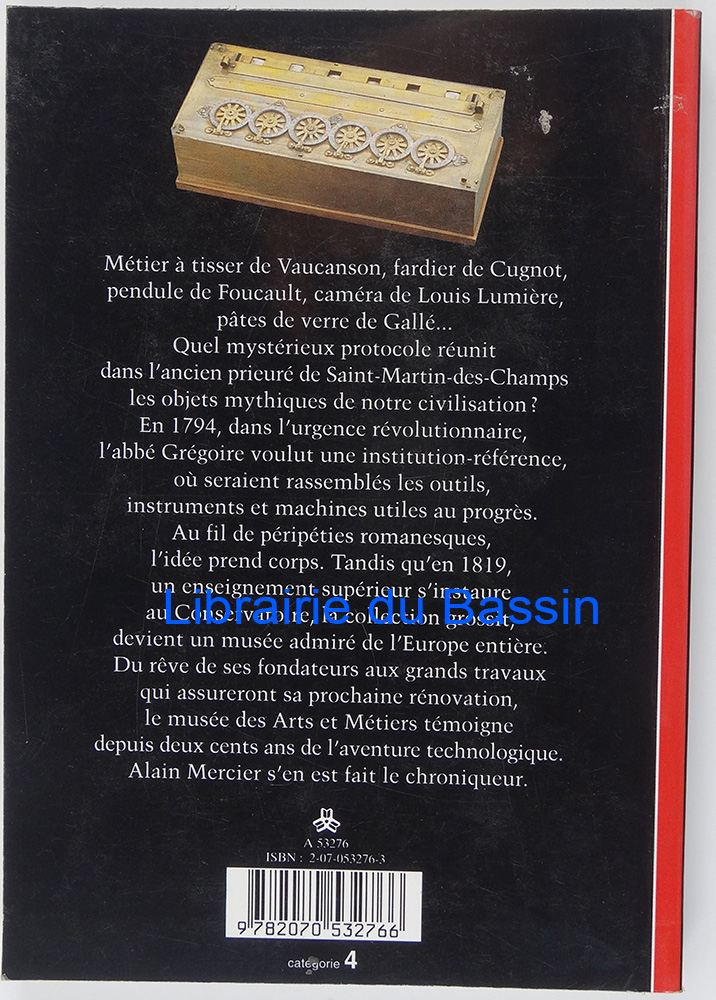 Métier à tisser de Vaucanson, fardier de Cugnot,
pendule de Foucault, caméra de Louis Lumière,
pâtes de verre de Gallé...
Quel mystérieux protocole réunit
dans l'ancien prieuré de Saint-Martin-des-Champs
les objets mythiques de notre civilisation ?
En 1794, dans l'urgence révolutionnaire,
l'abbé Grégoire voulut une institution-référence,
où seraient rassemblés les outils,
instruments et machines utiles au progrès.
Au fil de péripéties romanesques,
l'idée prend corps. Tandis qu'en 1819,
un enseignement supérieur s'instaure
Librairie du Bassin
au Conservatoire, la collection grossit,
devient un musée admiré de l'Europe entière.
Du rêve de ses fondateurs aux grands travaux
qui assureront sa prochaine rénovation,
le musée des Arts et Métiers témoigne
depuis deux cents ans de l'aventure technologique.
Alain Mercier s'en est fait le chroniqueur.
A 53276
ISBN : 2-07-053276-3
9 782070 532766
catégorie 4